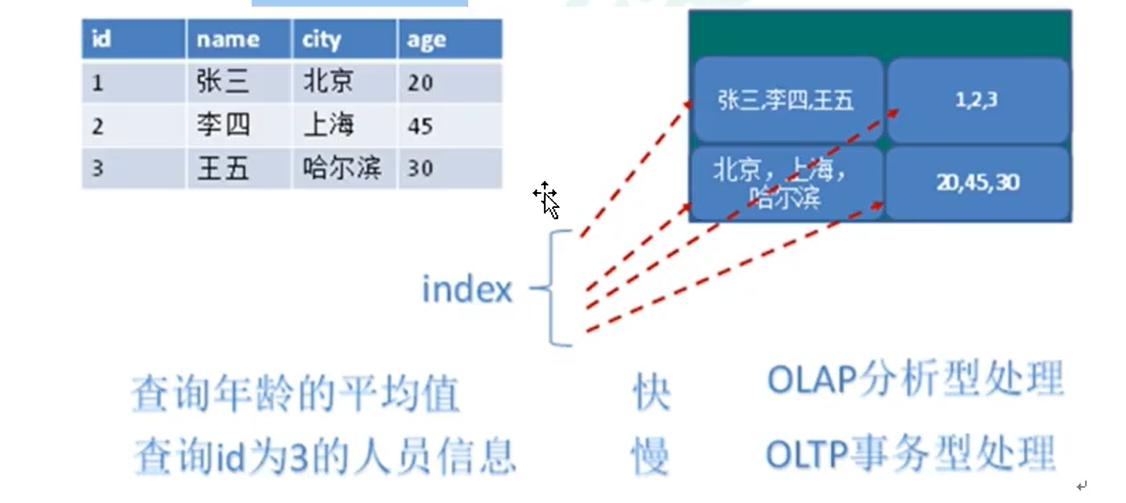 id name city age
1 张三 北京 20
2 李四 上海 45
3 王五 哈尔滨 30
张三,李四,王五
1,2,3
北京，上海，
哈尔滨
20,45,30
index
查询年龄的平均值 快 OLAP分析型处理
查询id为3的人员信息 慢 OLTP事务型处理